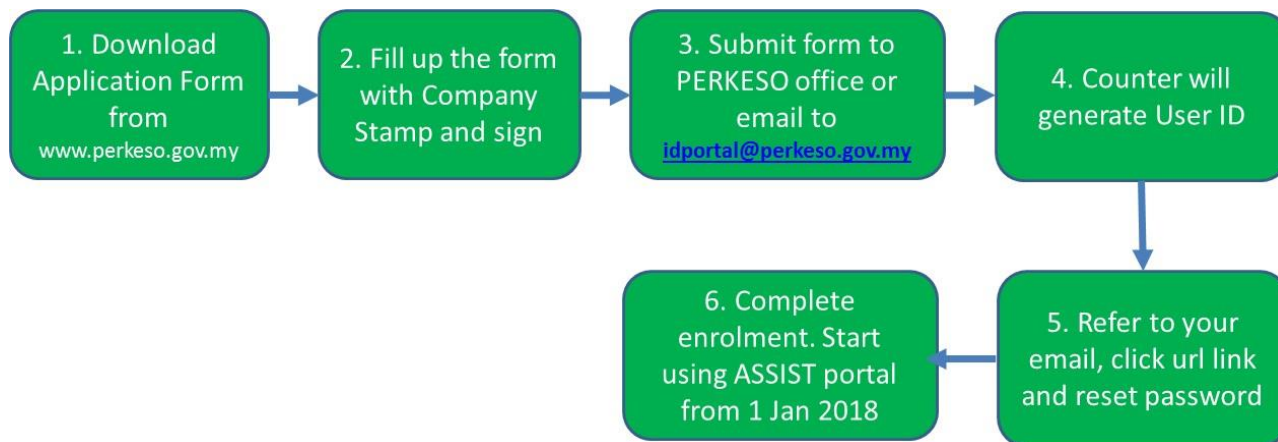 1. Download
Application Form
from
www.perkeso.gov.my
2. Fill up the form
with Company
Stamp and sign
3. Submit form to
PERKESO office or
email to
idportal@perkeso.gov.my
4. Counter will
generate User ID
5. Refer to your
email, click url link
and reset password
6. Complete
enrolment. Start
using ASSIST portal
from 1 Jan 2018